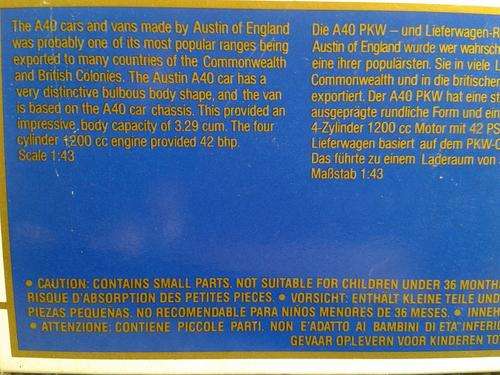 The A40 cars and vans made by Austin of England
was probably one of its most popular ranges being
exported to many countries of the Commonwealth
and British Colonies. The Austin A40 car has a
very distinctive bulbous body shape, and the van
is based on the A40 car chassis. This provided an
impressive body capacity of 3.29 cum. The four
cylinder 1200 cc engine provided 42 bhp.
Scale 1:43
Die A40 PKW – und Lieferwagen-R
Austin of England wurde wer wahrsch
eine ihrer populärsten. Sie in viele L
Commonwealth und in die britischen
exportiert. Der A40 PKW hat eine st
ausgeprägte rundliche Form und ein
4-Zylinder 1200 cc Motor mit 42 PS
Lieferwagen basiert auf dem PKW-C
Das führte zu einem Laderaum von
Maßstab 1:43
• CAUTION: CONTAINS SMALL PARTS. NOT SUITABLE FOR CHILDREN UNDER 36 MONTH
RISQUE D'ABSORPTION DES PETITES PIECES. • VORSICHT: ENTHÄLT KLEINE TEILE UND
PIEZAS PEQUENAS. NO RECOMENDABLE PARA NIÑOS MENORES DE 36 MESES. • INNEH
• ATTENZIONE: CONTIENE PICCOLE PARTI. NON E'ADATTO AI BAMBINI DI ETA' INFERI
GEVAAR OPLEVERN VOOR KINDEREN TO